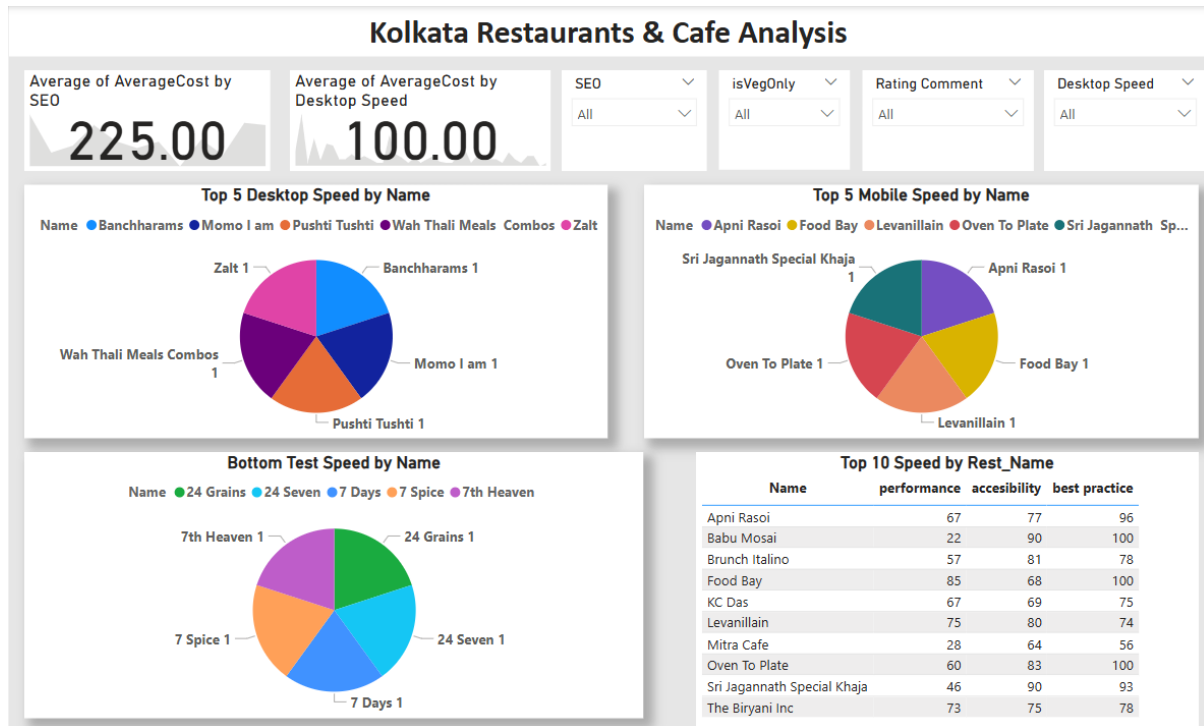 Kolkata Restaurants & Cafe Analysis
Average of AverageCost by
SEO
225.00
Average of AverageCost by
Desktop Speed
100.00
SEO
All
isVegOnly
All
Rating Comment
All
Desktop Speed
All
Top 5 Desktop Speed by Name
Name Banchharams Momo I am Pushti Tushti Wah Thali Meals Combos Zalt
Zalt 1
Banchharams 1
Wah Thali Meals Combos
1
Momo I am 1
Pushti Tushti 1
Top 5 Mobile Speed by Name
Name Apni Rasoi Food Bay Levanillain Oven To Plate Sri Jagannath Sp...
Sri Jagannath Special Khaja
1
Apni Rasoi 1
Oven To Plate 1
Food Bay 1
Levanillain 1
Bottom Test Speed by Name
Name 24 Grains 24 Seven 7 Days 7 Spice 7th Heaven
7th Heaven 1
24 Grains 1
7 Spice 1
24 Seven 1
7 Days 1
Top 10 Speed by Rest_Name
Name performance accesibility best practice
Apni Rasoi 67 77 96
Babu Mosai 22 90 100
Brunch Italino 57 81 78
Food Bay 85 68 100
KC Das 67 69 75
Levanillain 75 80 74
Mitra Cafe 28 64 56
Oven To Plate 60 83 100
Sri Jagannath Special Khaja 46 90 93
The Biryani Inc 73 75 78